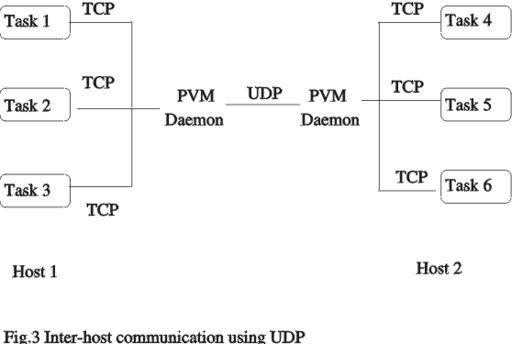 TCP TCP
Task 1 Task 4
TCP TCP
Task 2 PVM UDP PVM Task 5
Daemon Daemon
TCP
Task 3 Task 6
TCP
Host 1 Host 2
Fig.3 Inter-host communication using UDP